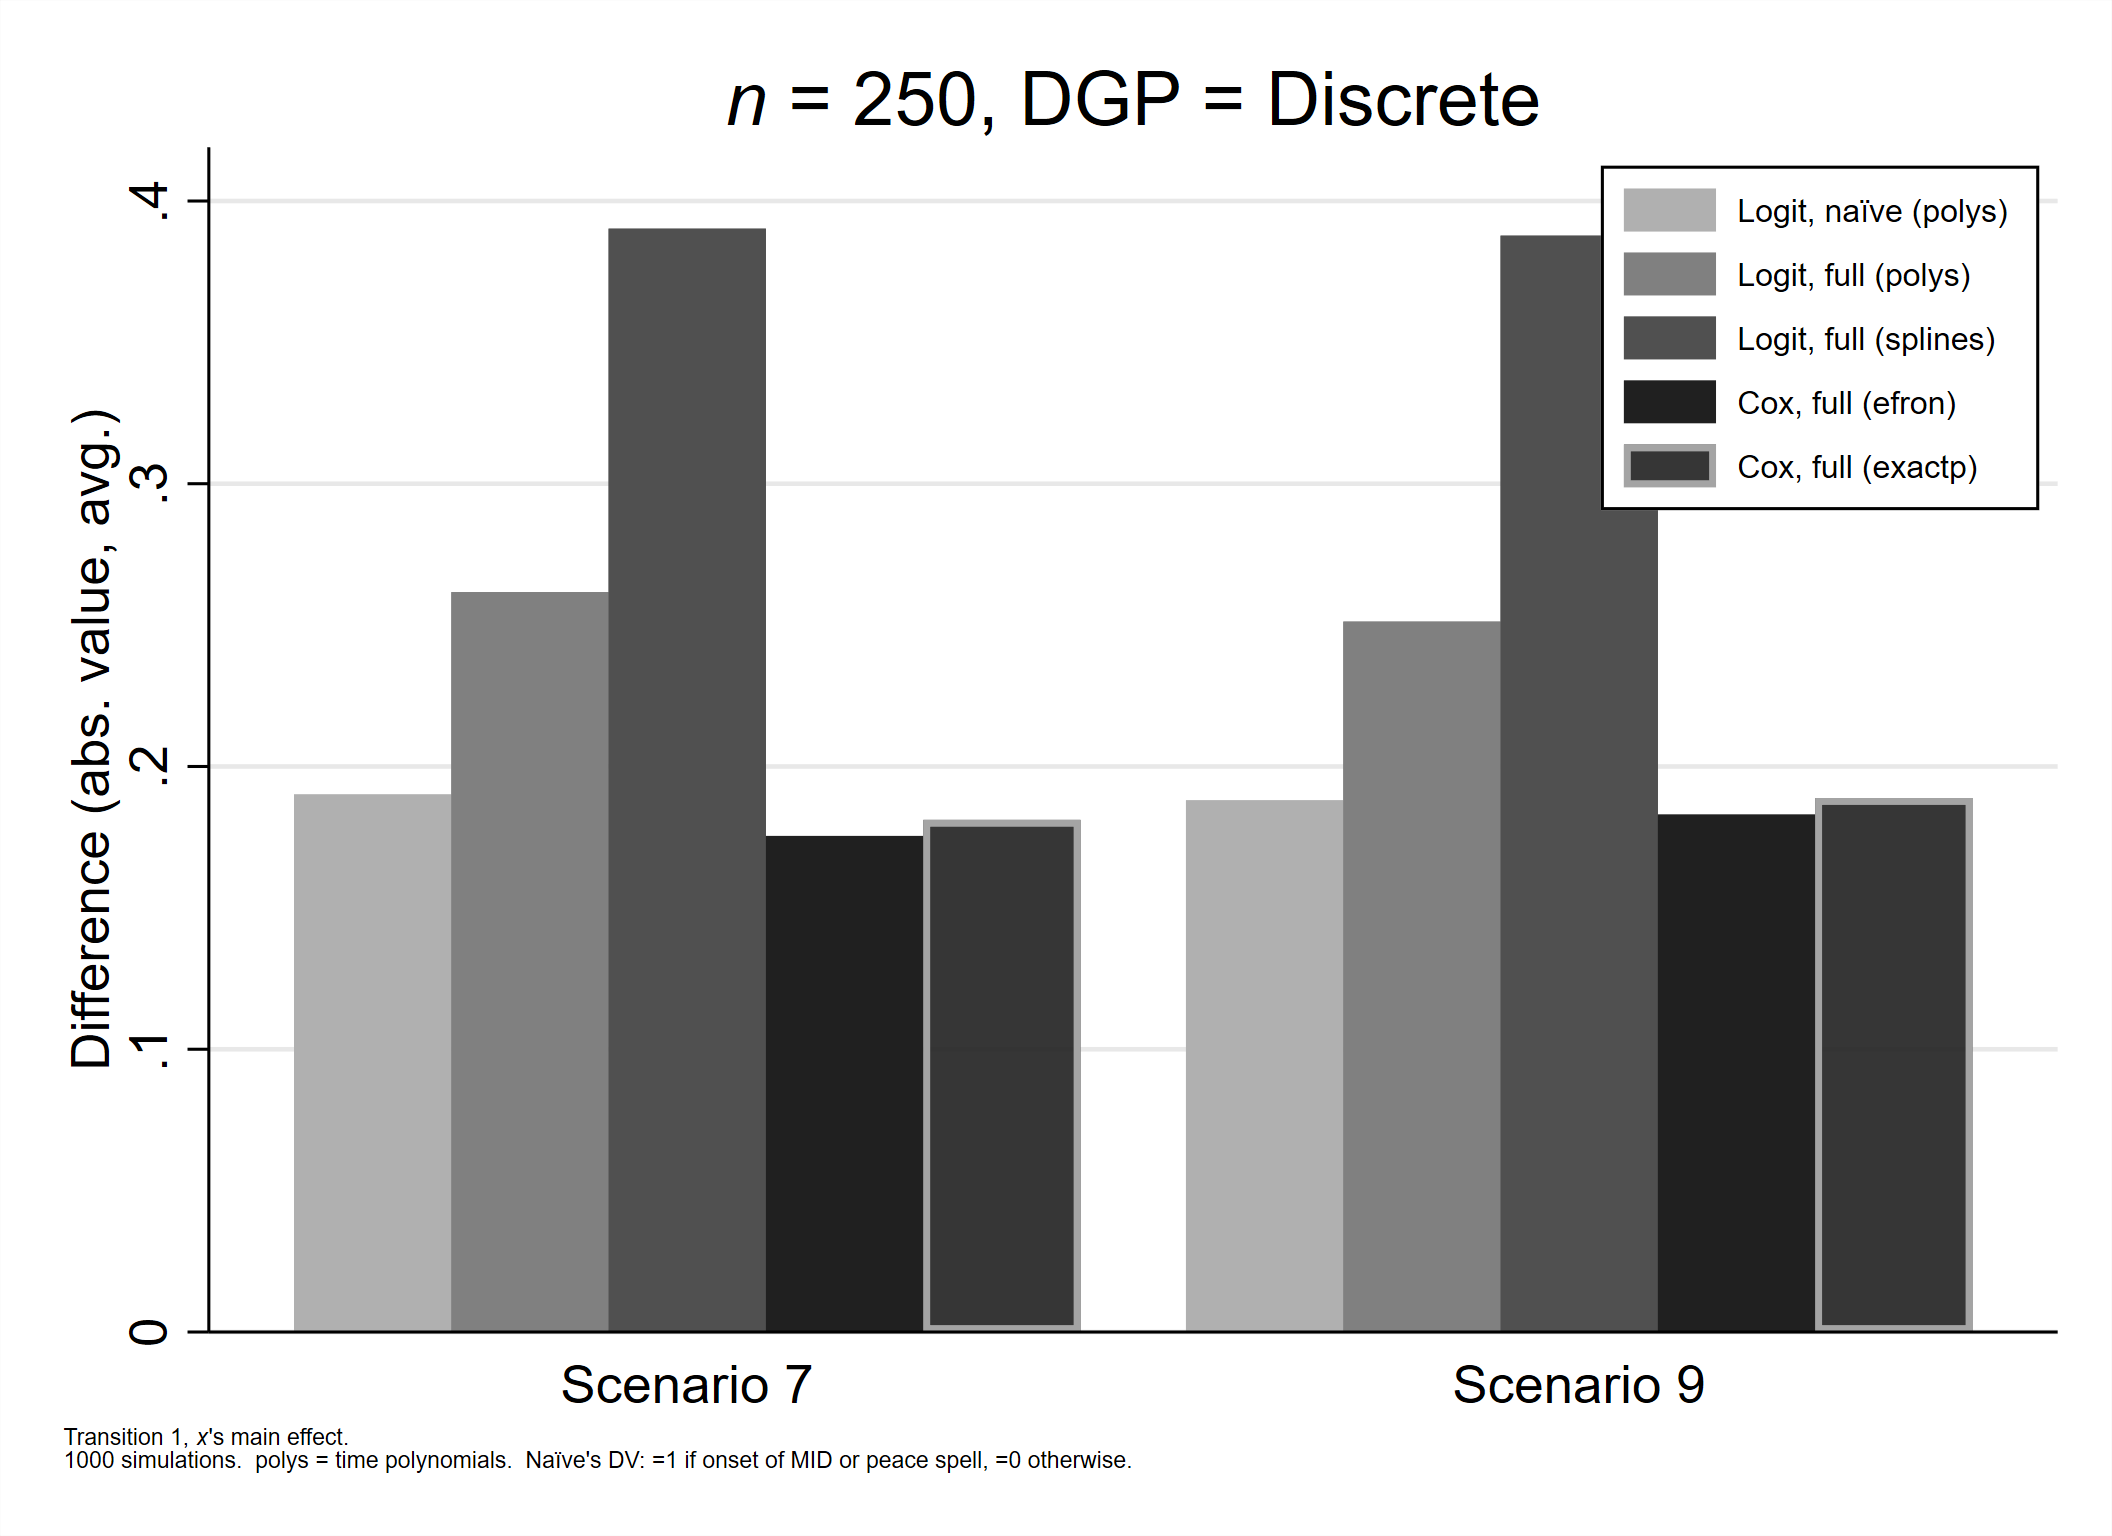 n = 250, DGP = Discrete
Difference (abs. value, avg.)
.4
.3
.2
.1
0
Logit, naïve (polys)
Logit, full (polys)
Logit, full (splines)
Cox, full (efron)
Cox, full (exactp)
Scenario 7
Scenario 9
Transition 1, x's main effect.
1000 simulations.  polys = time polynomials.  Naïve's DV: =1 if onset of MID or peace spell, =0 otherwise.